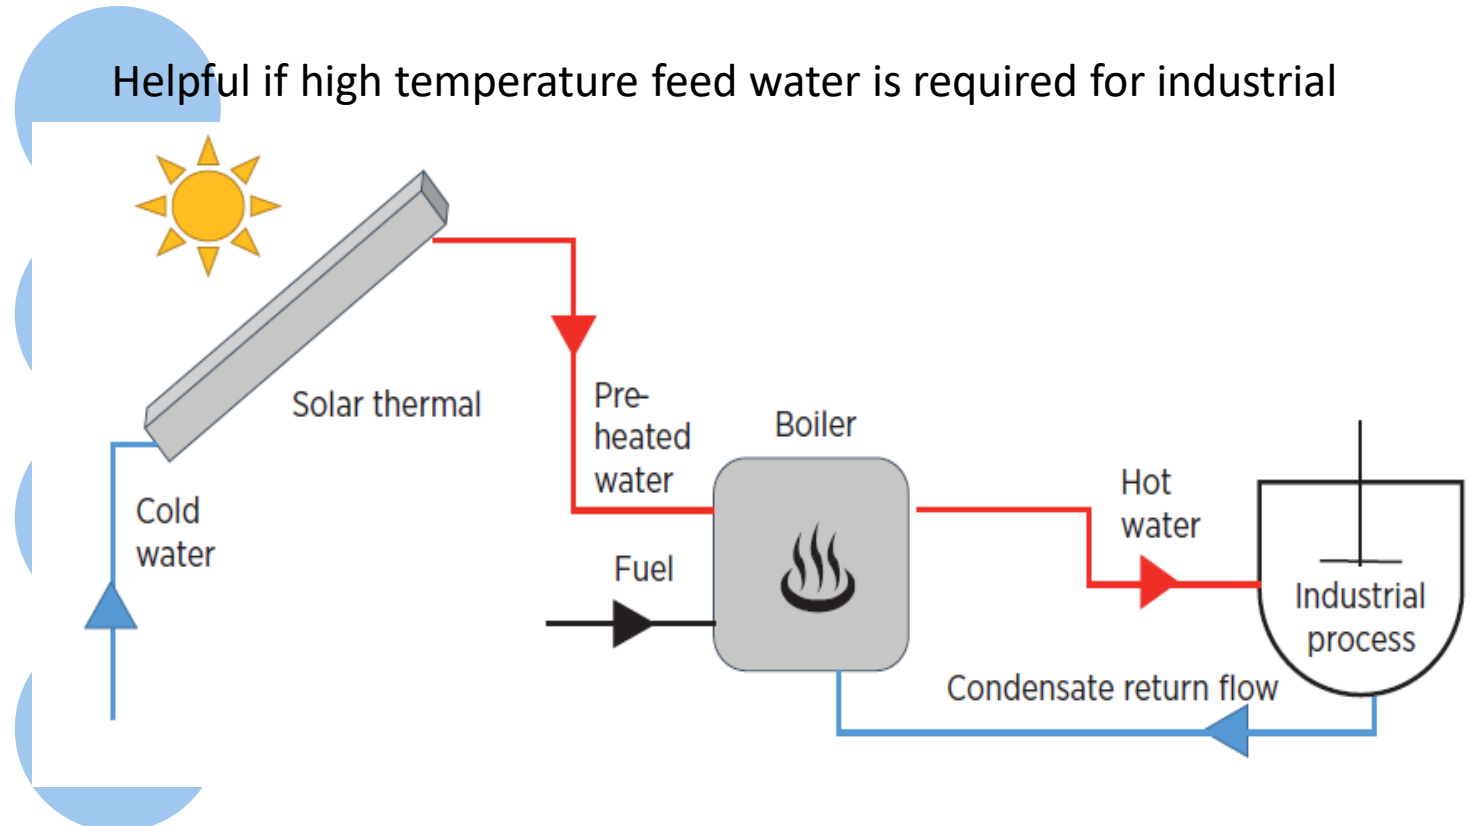 Helpful if high temperature feed water is required for industrial
Solar thermal
Pre-
heated
water
Boiler
Cold
water
Fuel
Hot
water
Industrial
process
Condensate return flow